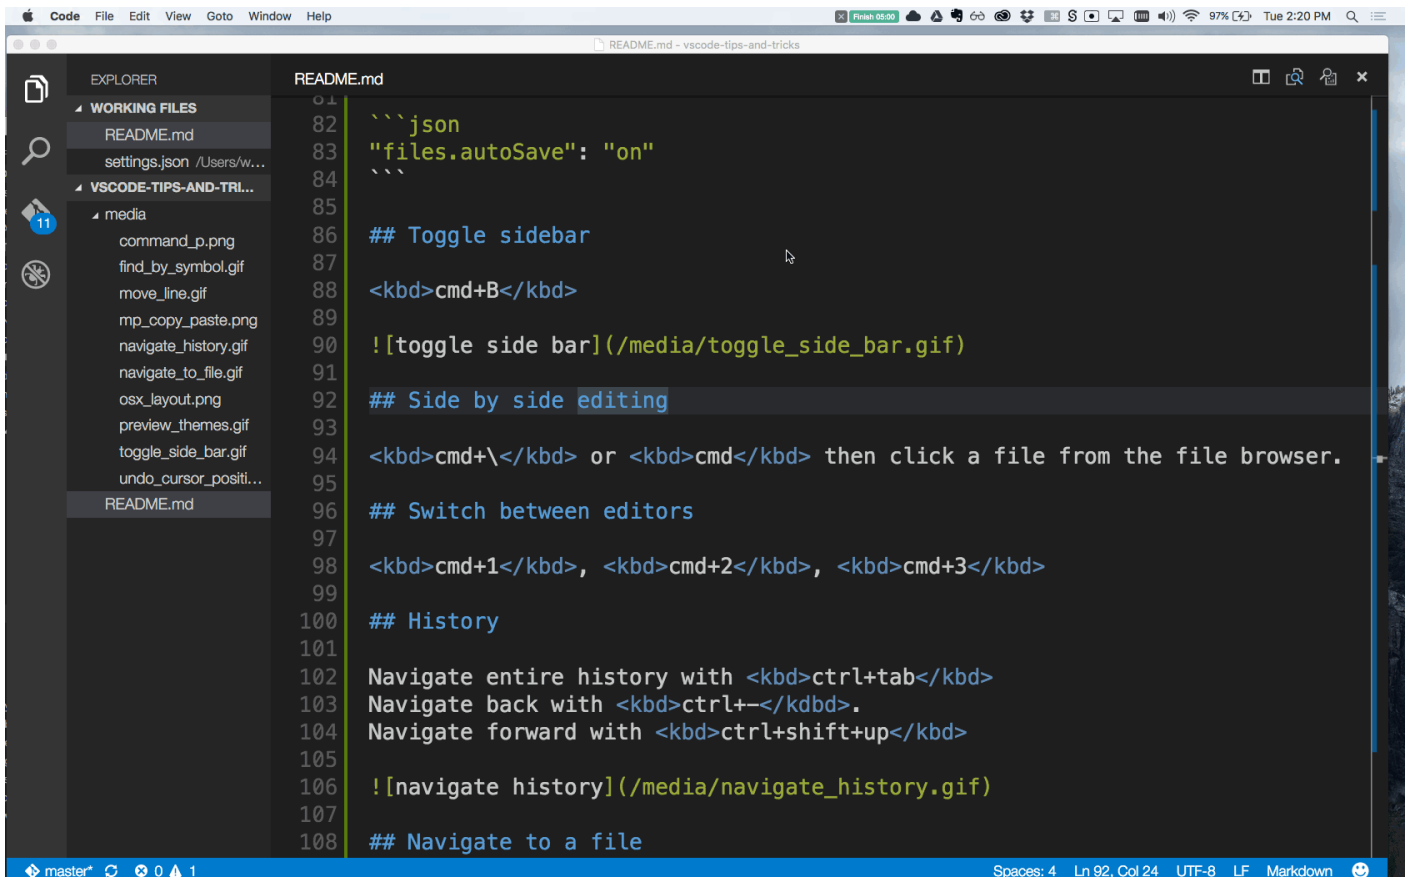 Code File Edit View Goto Window Help
Finish 05:00
97%
Tue 2:20 PM
README.md - vscode-tips-and-tricks
EXPLORER
WORKING FILES
README.md
settings.json /Users/w...
VSCODE-TIPS-AND-TRI...
media
command_p.png
find_by_symbol.gif
move_line.gif
mp_copy_paste.png
navigate_history.gif
navigate_to_file.gif
osx_layout.png
preview_themes.gif
toggle_side_bar.gif
undo_cursor_positi...
README.md
11
README.md
81
82 ```json
83 "files.autoSave": "on"
84 ```
85
86 ## Toggle sidebar
87
88 <kbd>cmd+B</kbd>
89
90 ![toggle side bar](/media/toggle_side_bar.gif)
91
92 ## Side by side editing
93
94 <kbd>cmd+\</kbd> or <kbd>cmd</kbd> then click a file from the file browser.
95
96 ## Switch between editors
97
98 <kbd>cmd+1</kbd>, <kbd>cmd+2</kbd>, <kbd>cmd+3</kbd>
99
100 ## History
101
102 Navigate entire history with <kbd>ctrl+tab</kbd>
103 Navigate back with <kbd>ctrl+-</kdbd>.
104 Navigate forward with <kbd>ctrl+shift+up</kbd>
105
106 ![navigate history](/media/navigate_history.gif)
107
108 ## Navigate to a file
master* 0 1
Spaces: 4 Ln 92, Col 24 UTF-8 LF Markdown